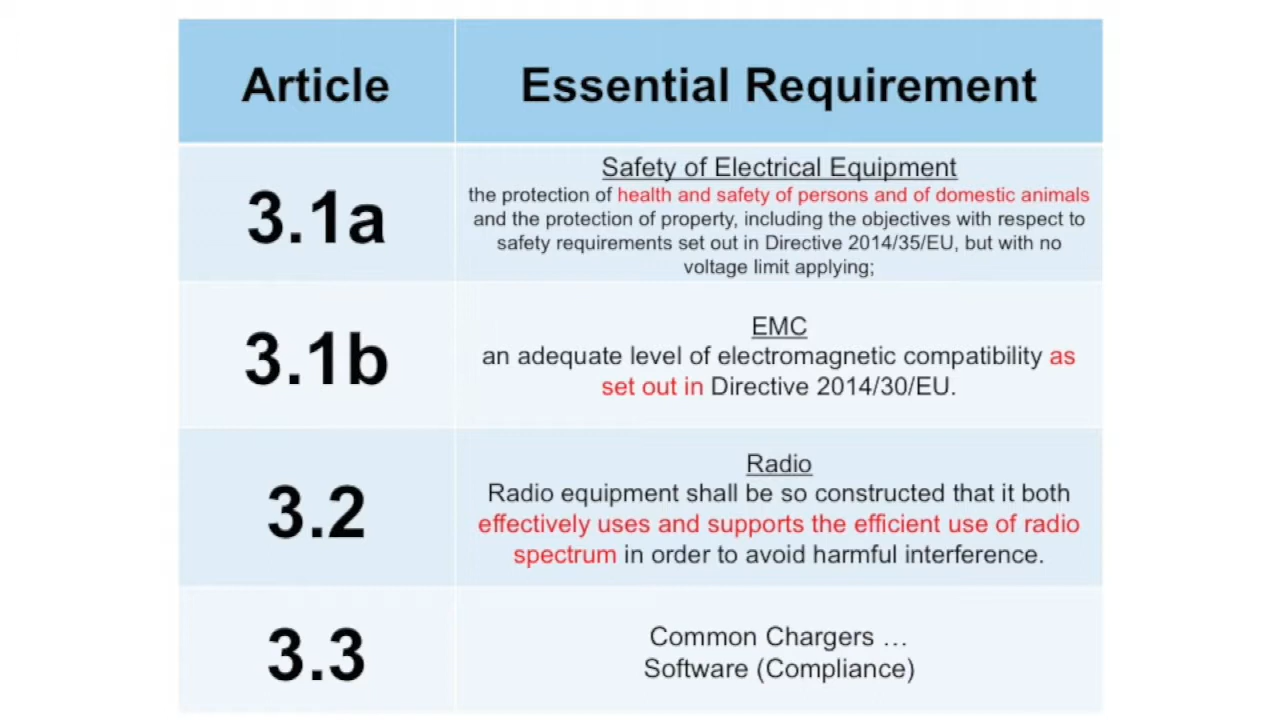 Article
Essential Requirement
3.1a
Safety of Electrical Equipment
the protection of health and safety of persons and of domestic animals
and the protection of property, including the objectives with respect to
safety requirements set out in Directive 2014/35/EU, but with no
voltage limit applying;
3.1b
EMC
an adequate level of electromagnetic compatibility as
set out in Directive 2014/30/EU.
3.2
Radio
Radio equipment shall be so constructed that it both
effectively uses and supports the efficient use of radio
spectrum in order to avoid harmful interference.
3.3
Common Chargers …
Software (Compliance)